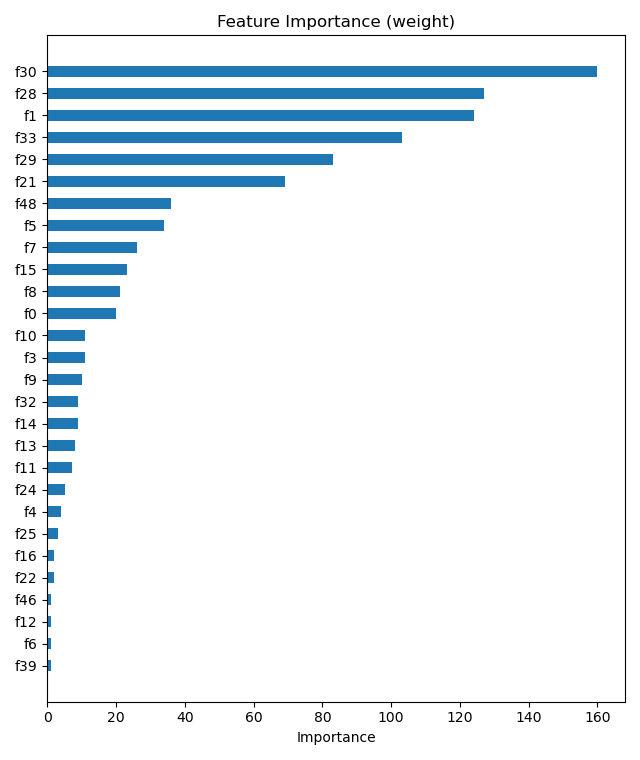 Feature Importance (weight)
f30
f28
f1
f33
f29
f21
f48
f5
f7
f15
f8
f0
f10
f3
f9
f32
f14
f13
f11
f24
f4
f25
f16
f22
f46
f12
f6
f39
0 20 40 60 80 100 120 140 160
Importance